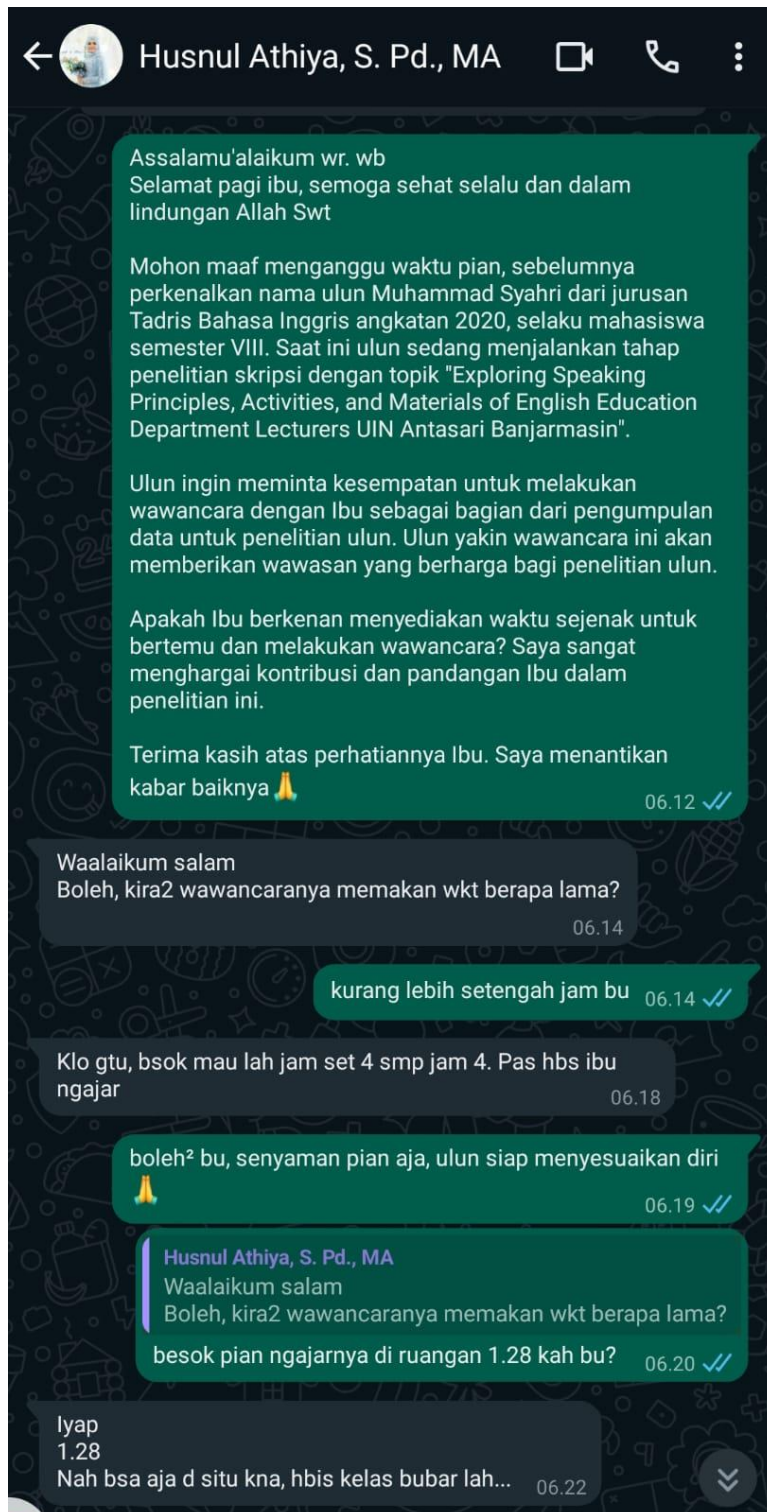 Husnul Athiya, S. Pd., MA
Assalamu'alaikum wr. wb
Selamat pagi ibu, semoga sehat selalu dan dalam
lindungan Allah Swt
Mohon maaf menganggu waktu pian, sebelumnya
perkenalkan nama ulun Muhammad Syahri dari jurusan
Tadris Bahasa Inggris angkatan 2020, selaku mahasiswa
semester VIII. Saat ini ulun sedang menjalankan tahap
penelitian skripsi dengan topik "Exploring Speaking
Principles, Activities, and Materials of English Education
Department Lecturers UIN Antasari Banjarmasin".
Ulun ingin meminta kesempatan untuk melakukan
wawancara dengan Ibu sebagai bagian dari pengumpulan
data untuk penelitian ulun. Ulun yakin wawancara ini akan
memberikan wawasan yang berharga bagi penelitian ulun.
Apakah Ibu berkenan menyediakan waktu sejenak untuk
bertemu dan melakukan wawancara? Saya sangat
menghargai kontribusi dan pandangan Ibu dalam
penelitian ini.
Terima kasih atas perhatiannya Ibu. Saya menantikan
kabar baiknya 🙏
06.12
Waalaikum salam
Boleh, kira2 wawancaranya memakan wkt berapa lama?
06.14
kurang lebih setengah jam bu 06.14
Klo gtu, bsok mau lah jam set 4 smp jam 4. Pas hbs ibu
ngajar 06.18
boleh² bu, senyaman pian aja, ulun siap menyesuaikan diri
🙏 06.19
Husnul Athiya, S. Pd., MA
Waalaikum salam
Boleh, kira2 wawancaranya memakan wkt berapa lama?
besok pian ngajarnya di ruangan 1.28 kah bu? 06.20
Iyap
1.28
Nah bsa aja d situ kna, hbis kelas bubar lah... 06.22